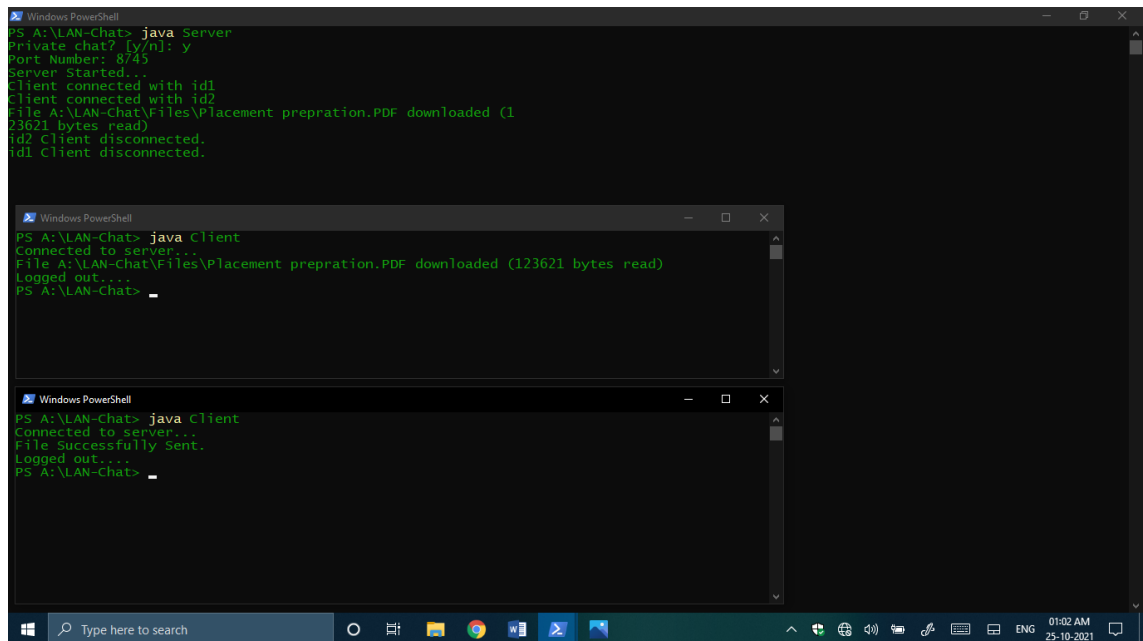 Windows PowerShell
PS A:\LAN-Chat> java Server
Private chat? [y/n]: y
Port Number: 8745
Server Started...
Client connected with id1
Client connected with id2
File A:\LAN-Chat\Files\Placement prepration.PDF downloaded (1
23621 bytes read)
id2 Client disconnected.
id1 Client disconnected.
Windows PowerShell
PS A:\LAN-Chat> java Client
Connected to server...
File A:\LAN-Chat\Files\Placement prepration.PDF downloaded (123621 bytes read)
Logged out....
PS A:\LAN-Chat>
Windows PowerShell
PS A:\LAN-Chat> java Client
Connected to server...
File Successfully Sent.
Logged out....
PS A:\LAN-Chat>
Type here to search
ENG
01:02 AM
25-10-2021